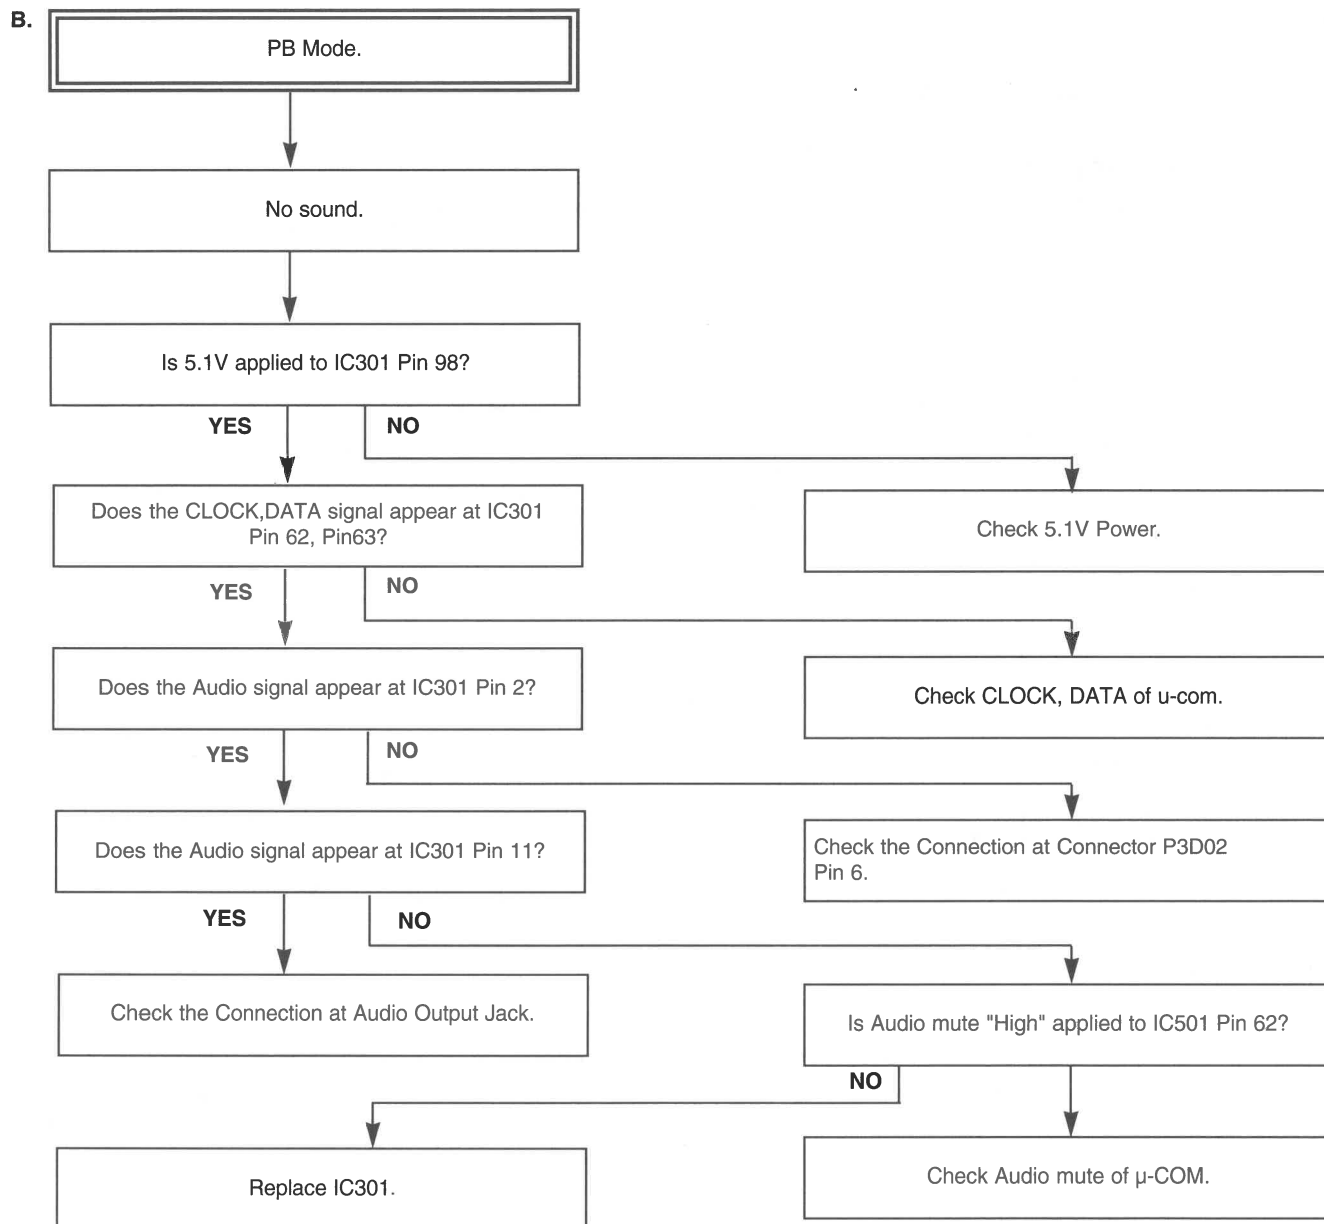 B.
PB Mode.
No sound.
Is 5.1V applied to IC301 Pin 98?
YES
NO
Does the CLOCK,DATA signal appear at IC301
Pin 62, Pin63?
Check 5.1V Power.
YES
NO
Does the Audio signal appear at IC301 Pin 2?
Check CLOCK, DATA of u-com.
YES
NO
Does the Audio signal appear at IC301 Pin 11?
Check the Connection at Connector P3D02
Pin 6.
YES
NO
Check the Connection at Audio Output Jack.
Is Audio mute "High" applied to IC501 Pin 62?
NO
Replace IC301.
Check Audio mute of µ-COM.